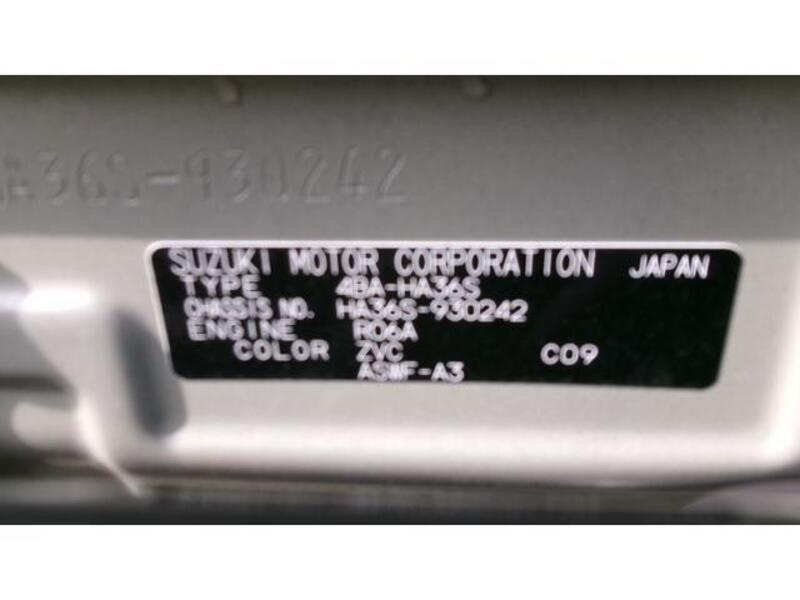 HA36S-930242
SUZUKI MOTOR CORPORATION JAPAN
TYPE 4BA-HA36S
CHASSIS NO. HA36S-930242
ENGINE R06A
COLOR ZVC C09
ASWF-A3